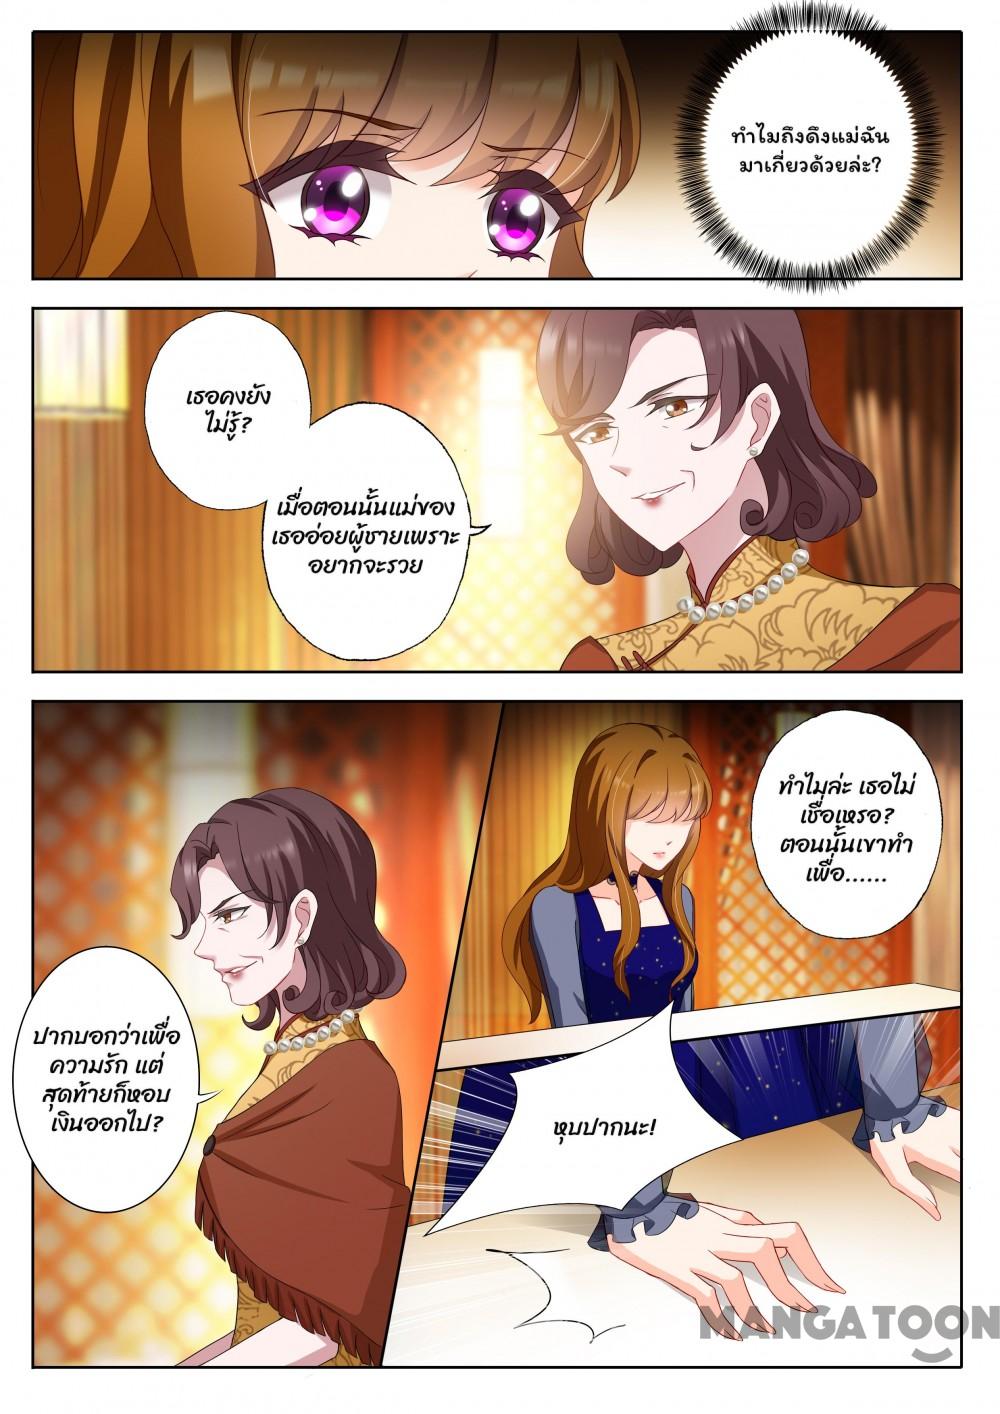 ทำไมถึงดึงแม่ฉัน
มาเกี่ยวด้วยล่ะ?
เธอคงยัง
ไม่รู้?
เมื่อตอนนั้นแม่ของ
เธออ่อยผู้ชายเพราะ
อยากจะรวย
ทำไมล่ะ เธอไม่
เชื่อเหรอ?
ตอนนั้นเขาทำ
เพื่อ......
ปากบอกว่าเพื่อ
ความรัก แต่
สุดท้ายก็หอบ
เงินออกไป?
หุบปากนะ!
MANGATOON